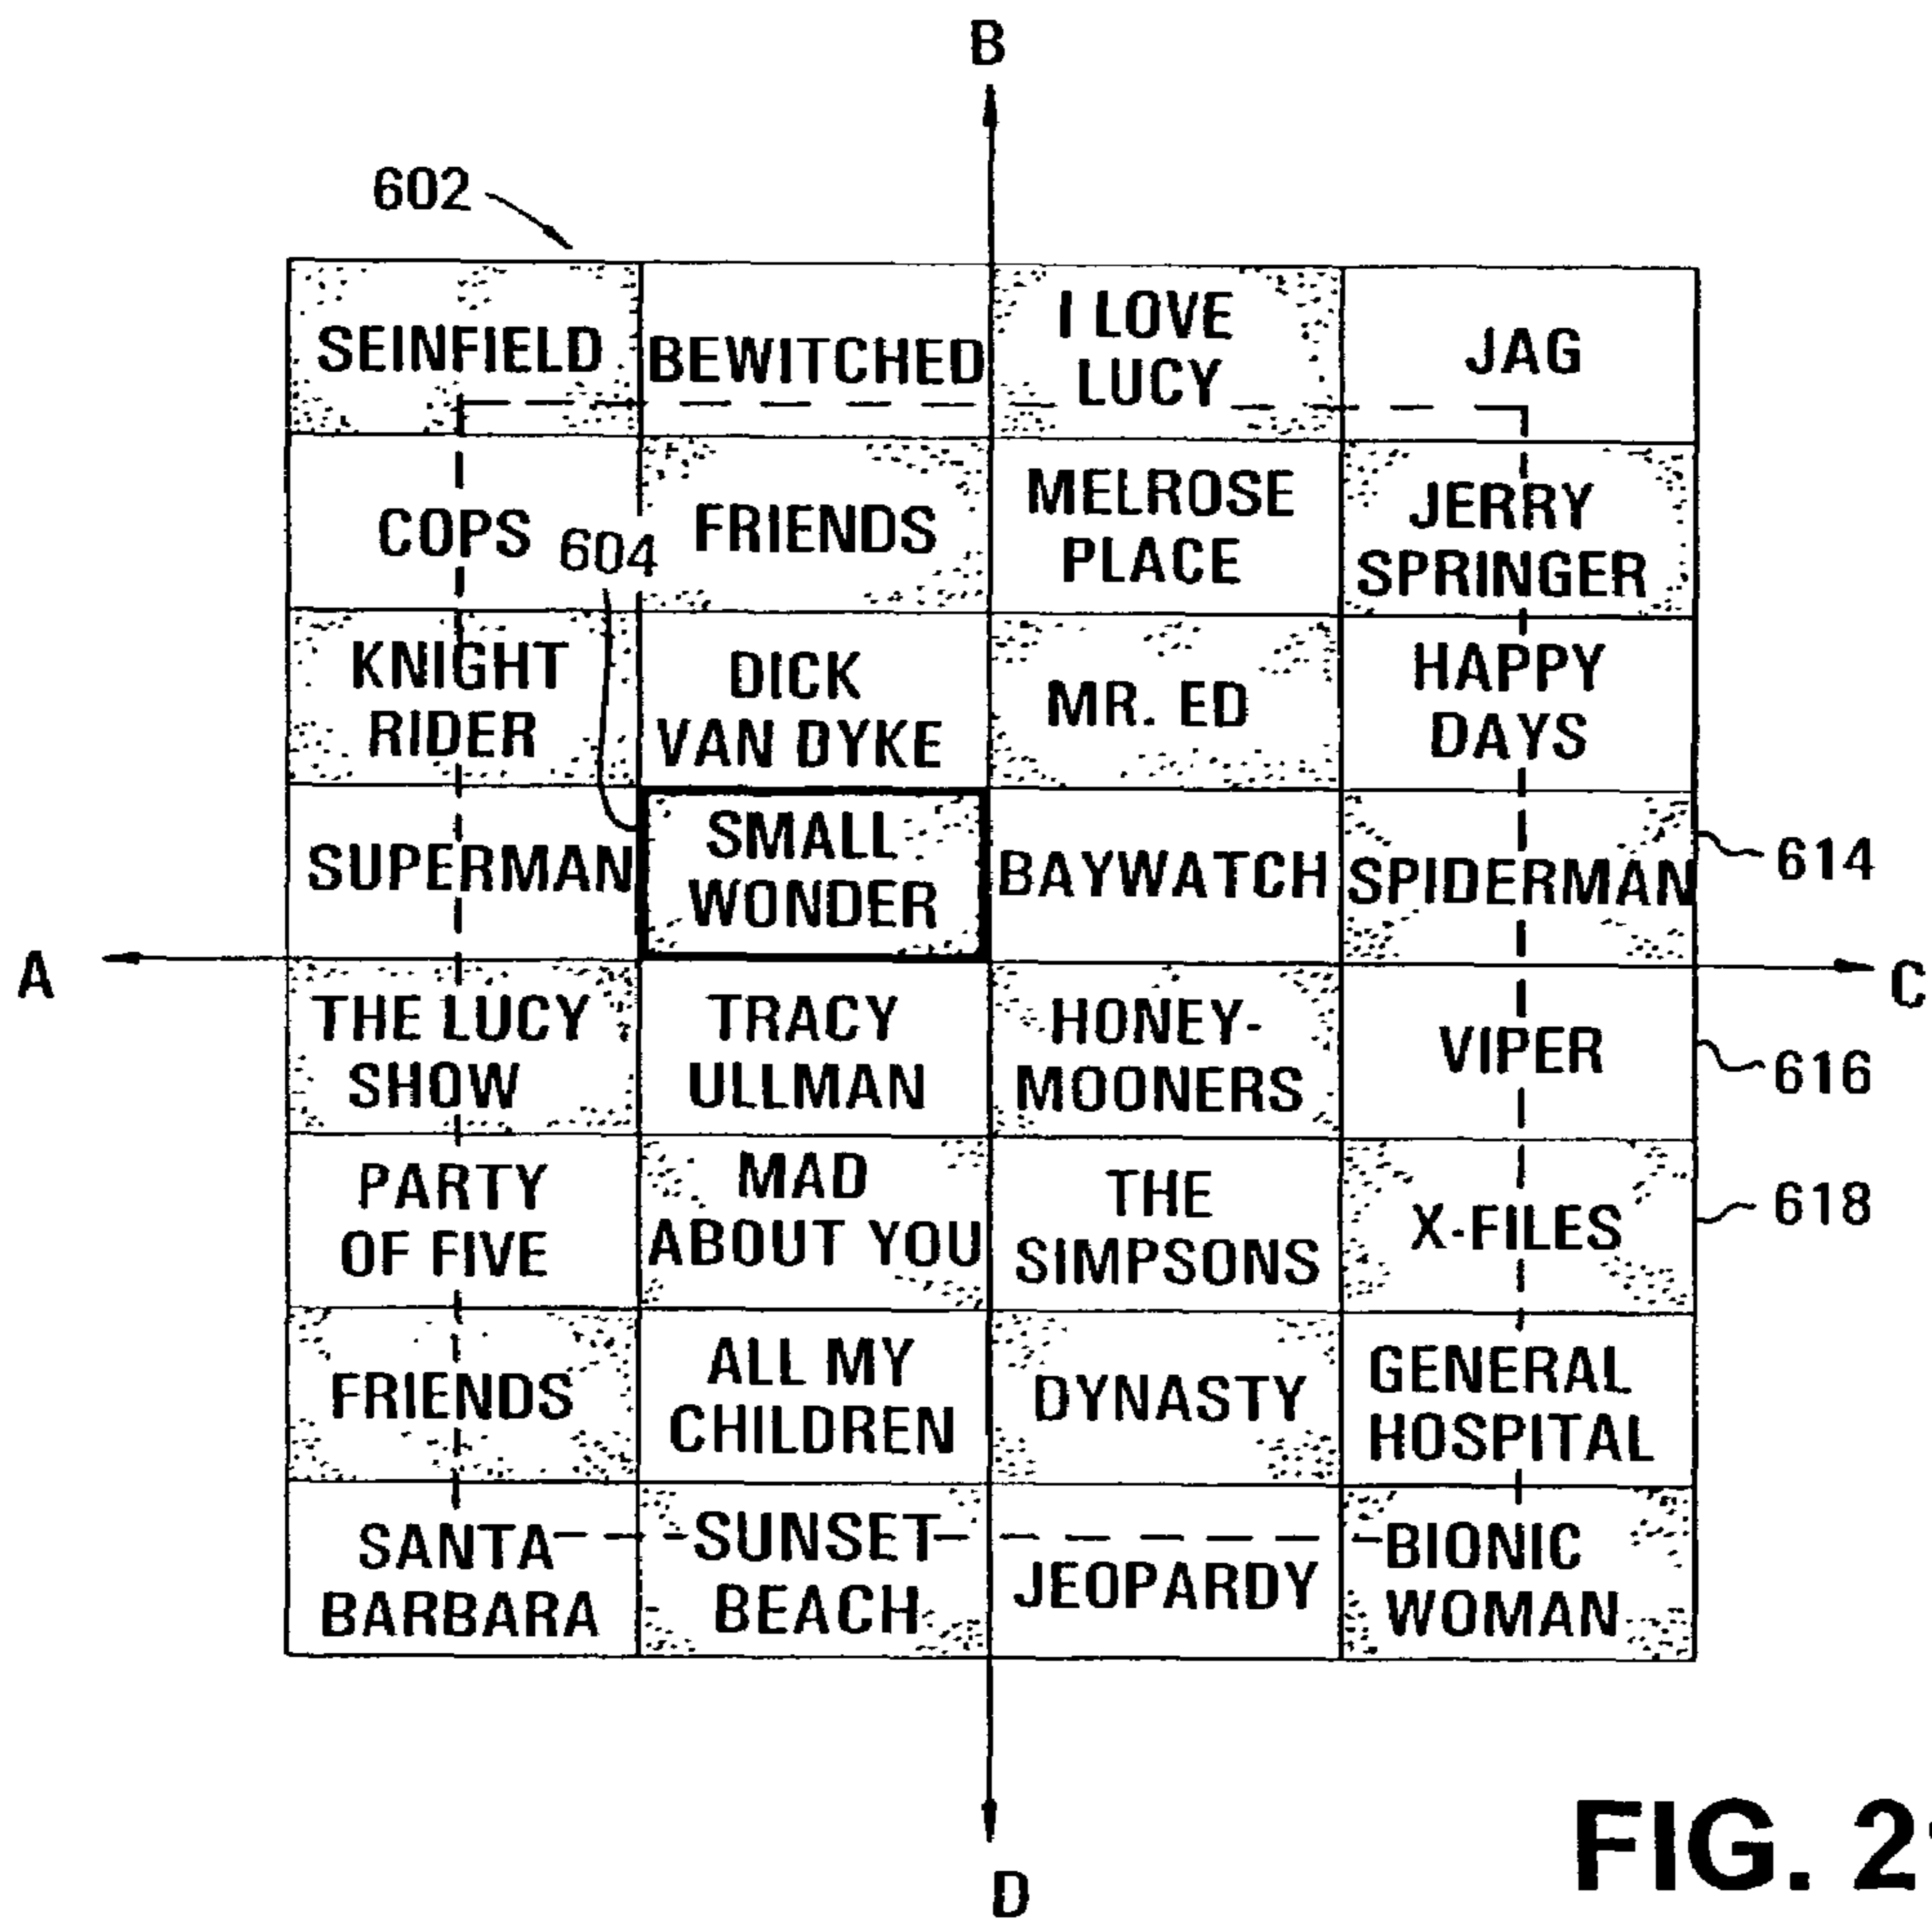 B
602
SEINFIELD
BEWITCHED
I LOVE
LUCY
JAG
COPS
604
FRIENDS
MELROSE
PLACE
JERRY
SPRINGER
KNIGHT
RIDER
DICK
VAN DYKE
MR. ED
HAPPY
DAYS
SUPERMAN
SMALL
WONDER
BAYWATCH
SPIDERMAN
614
A
C
THE LUCY
SHOW
TRACY
ULLMAN
HONEY-
MOONERS
VIPER
616
PARTY
OF FIVE
MAD
ABOUT YOU
THE
SIMPSONS
X-FILES
618
FRIENDS
ALL MY
CHILDREN
DYNASTY
GENERAL
HOSPITAL
SANTA
BARBARA
SUNSET
BEACH
JEOPARDY
BIONIC
WOMAN
D
FIG. 2